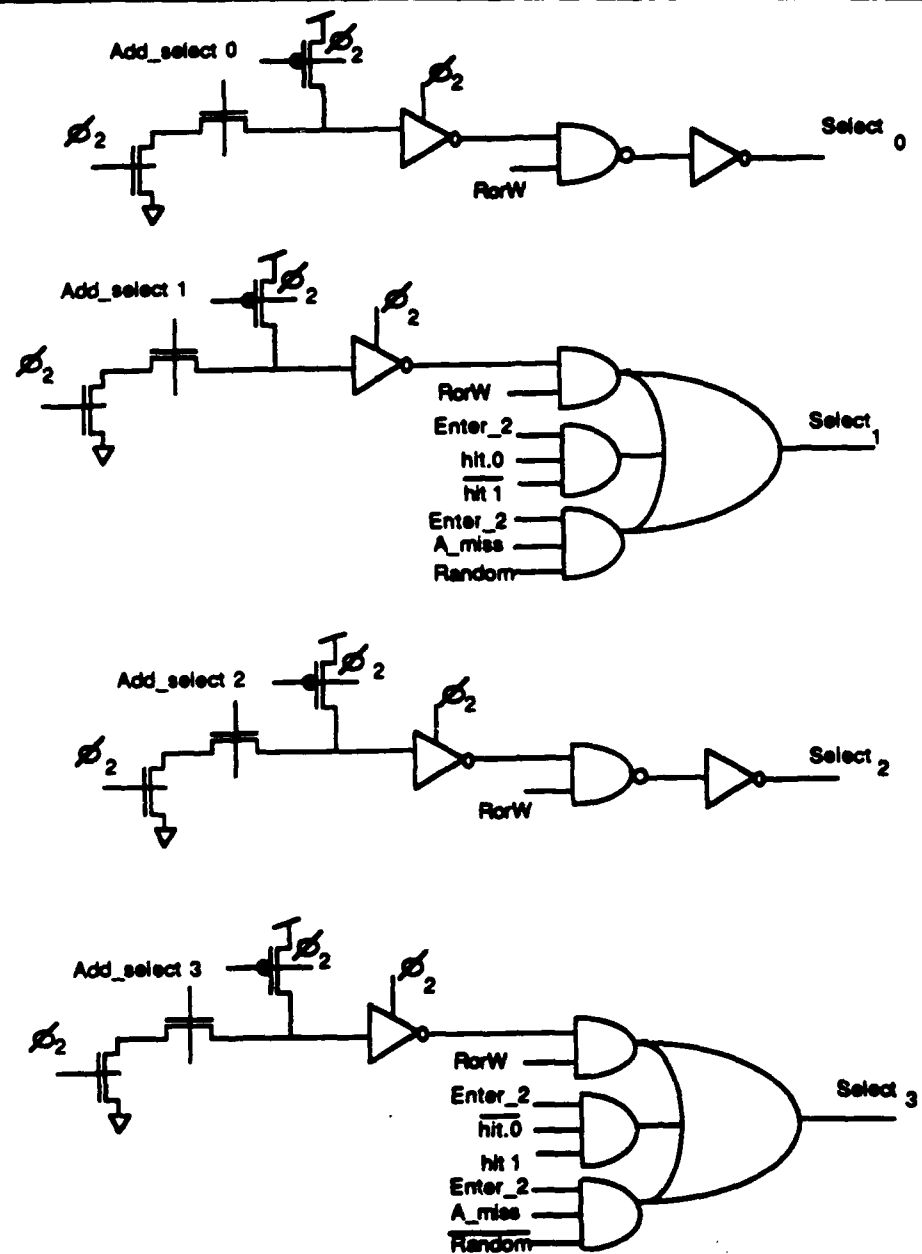 Add_select 0
Ø2
Ø2
Ø2
RorW
Select 0
Add_select 1
Ø2
Ø2
Ø2
RorW
Enter_2
hit.0
hit 1
Enter_2
A_miss
Random
Select 1
Add_select 2
Ø2
Ø2
Ø2
RorW
Select 2
Add_select 3
Ø2
Ø2
Ø2
RorW
Enter_2
hit.0
hit 1
Enter_2
A_miss
Random
Select 3